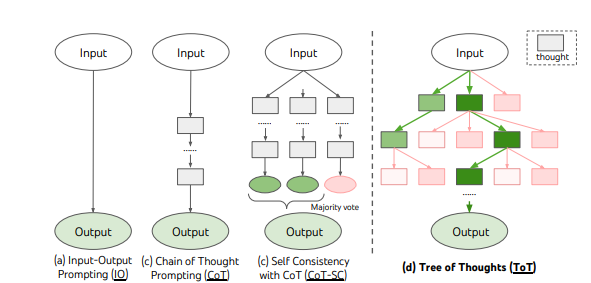 Input
Input
Input
Input
thought
......
......
......
......
......
Majority vote
Output
Output
Output
Output
(a) Input-Output
Prompting (IO)
(c) Chain of Thought
Prompting (CoT)
(c) Self Consistency
with CoT (CoT-SC)
(d) Tree of Thoughts (ToT)